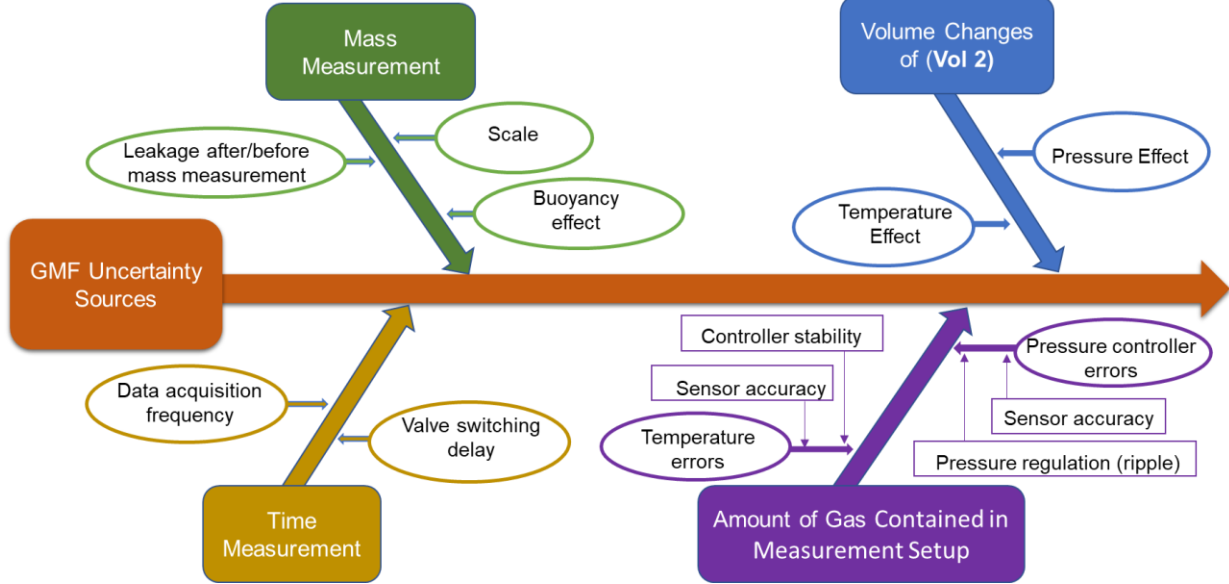 Mass
Measurement
Volume Changes
of (Vol 2)
Scale
Leakage after/before
mass measurement
Pressure Effect
Buoyancy
effect
Temperature
Effect
GMF Uncertainty
Sources
Controller stability
Pressure controller
errors
Data acquisition
frequency
Sensor accuracy
Sensor accuracy
Valve switching
delay
Temperature
errors
Pressure regulation (ripple)
Time
Measurement
Amount of Gas Contained in
Measurement Setup